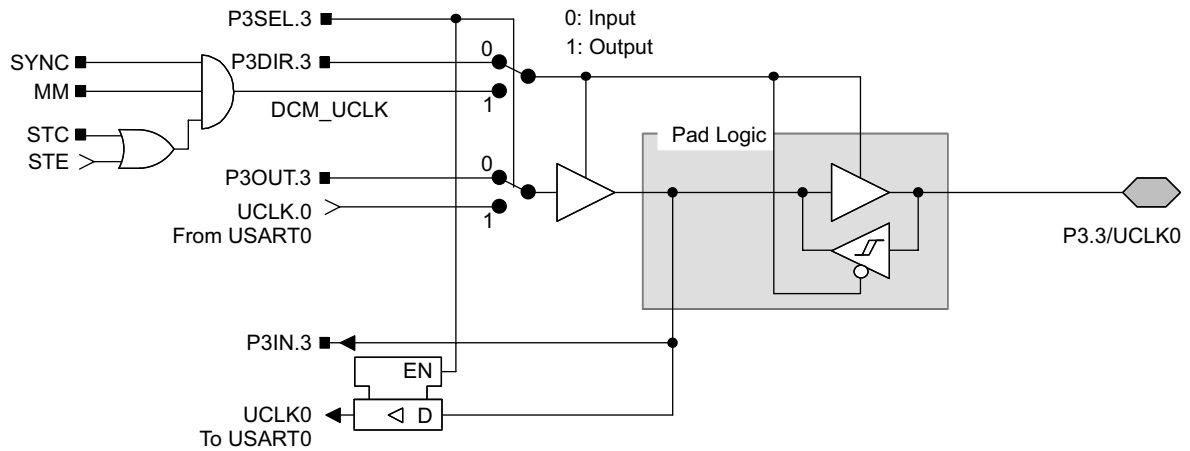 P3SEL.3
0: Input
1: Output
SYNC
P3DIR.3
0
MM
1
DCM_UCLK
STC
STE
Pad Logic
P3OUT.3
0
UCLK.0
1
From USART0
P3.3/UCLK0
P3IN.3
EN
UCLK0
D
To USART0